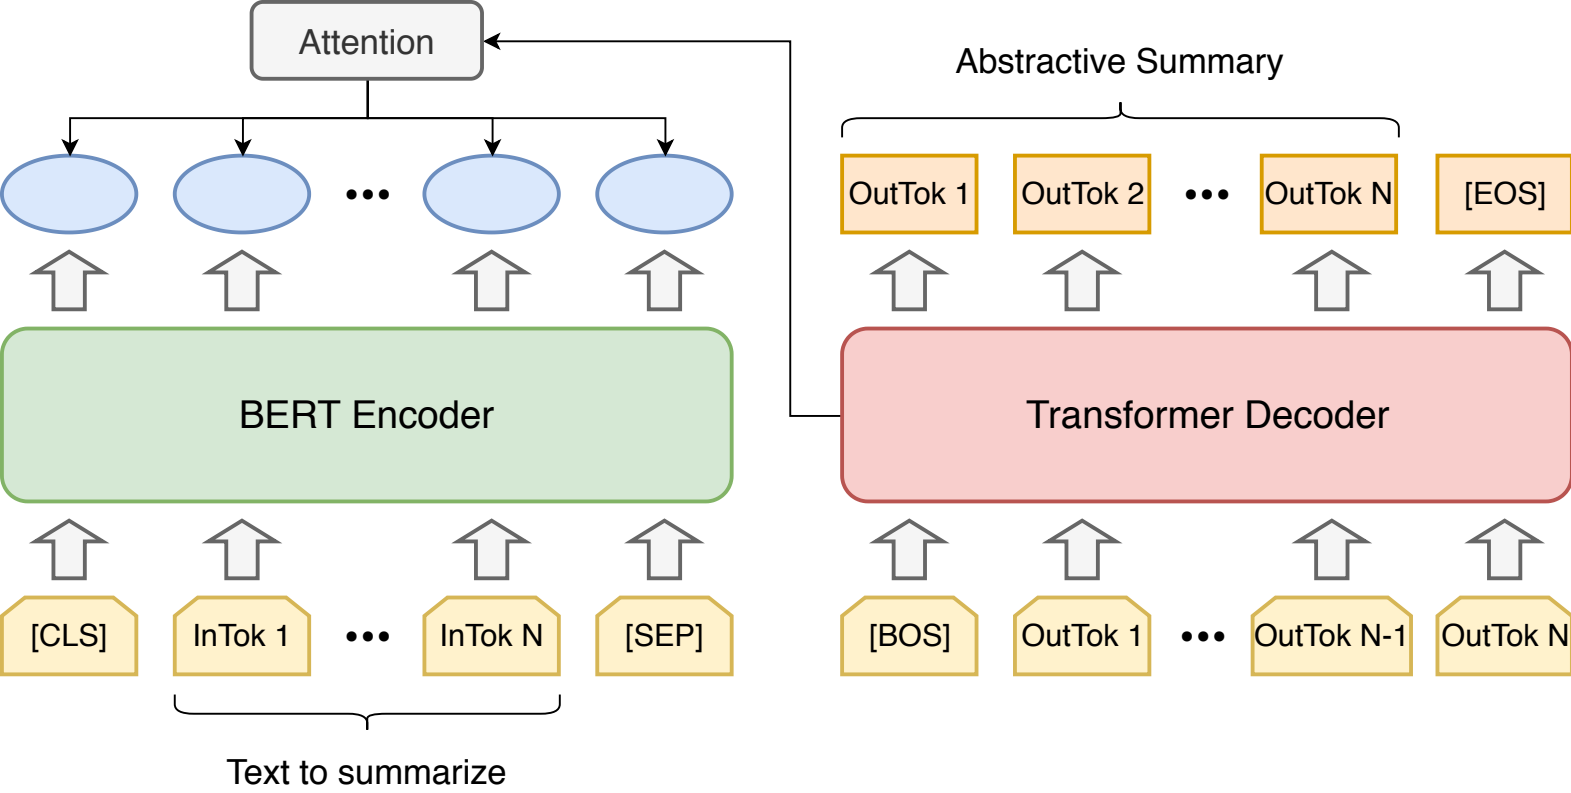 Attention
Abstractive Summary
OutTok 1
OutTok 2
•••
OutTok N
[EOS]
•••
BERT Encoder
Transformer Decoder
[CLS]
InTok 1
•••
InTok N
[SEP]
[BOS]
OutTok 1
•••
OutTok N-1
OutTok N
Text to summarize